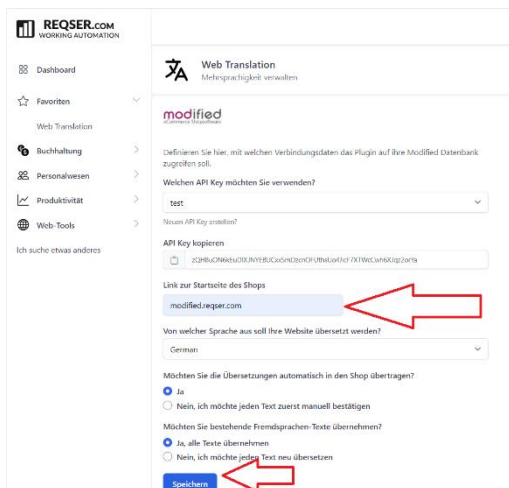 REQSER.COM
WORKING AUTOMATION
Dashboard
Favoriten
Web Translation
Buchhaltung
Personalwesen
Produktivität
Web-Tools
Ich suche etwas anderes
Web Translation
Mehrsprachigkeit verwalten
modified
eCommerce Shopsoftware
Definieren Sie hier, mit welchen Verbindungsdaten das Plugin auf ihre Modified Datenbank
zugreifen soll.
Welchen API Key möchten Sie verwenden?
test
Neuen API Key erstellen?
API Key kopieren
Link zur Startseite des Shops
modified.reqser.com
Von welcher Sprache aus soll Ihre Website übersetzt werden?
German
Möchten Sie die Übersetzungen automatisch in den Shop übertragen?
Ja
Nein, ich möchte jeden Text zuerst manuell bestätigen
Möchten Sie bestehende Fremdsprachen-Texte übernehmen?
Ja, alle Texte übernehmen
Nein, ich möchte jeden Text neu übersetzen
Speichern